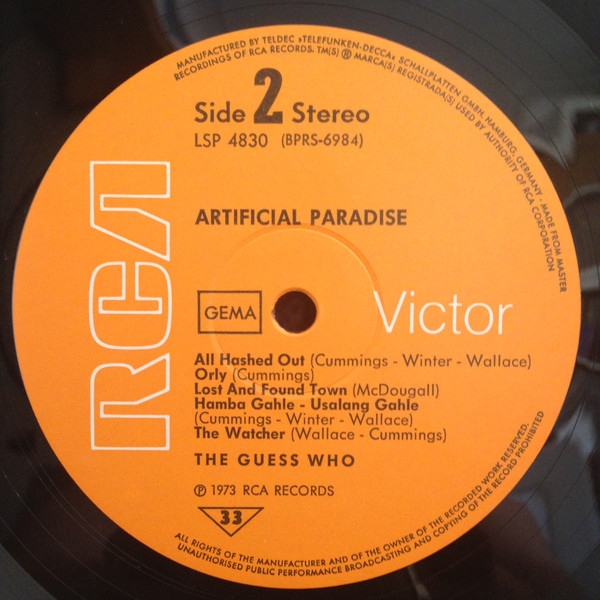 MANUFACTURED BY TELDEC »TELEFUNKEN-DECCA« SCHALLPLATTEN GMBH, HAMBURG, GERMANY · MADE FROM MASTER
RECORDINGS OF RCA RECORDS. TM(S) ® MARCA(S) REGISTRADA(S) USED BY AUTHORITY OF RCA CORPORATION
Side 2 Stereo
LSP 4830 (BPRS-6984)
RCA
ARTIFICIAL PARADISE
GEMA
Victor
All Hashed Out (Cummings - Winter - Wallace)
Orly (Cummings)
Lost And Found Town (McDougall)
Hamba Gahle - Usalang Gahle
(Cummings - Winter - Wallace)
The Watcher (Wallace - Cummings)
THE GUESS WHO
℗ 1973 RCA RECORDS
33
ALL RIGHTS OF THE MANUFACTURER AND OF THE OWNER OF THE RECORDED WORK RESERVED.
UNAUTHORISED PUBLIC PERFORMANCE BROADCASTING AND COPYING OF THE RECORD PROHIBITED